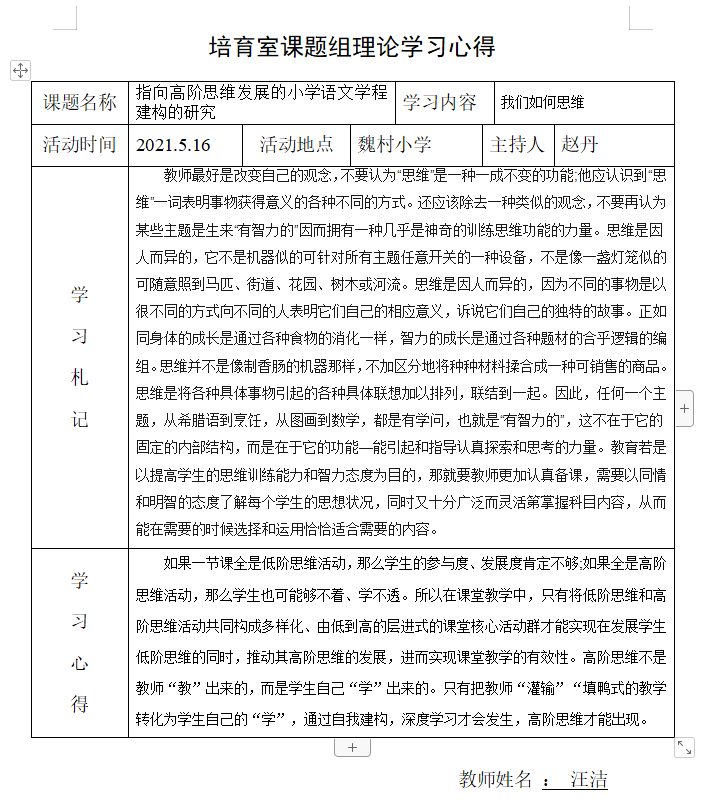 培育室课题组理论学习心得
课题名称
指向高阶思维发展的小学语文学程
建构的研究
学习内容
我们如何思维
活动时间
2021.5.16
活动地点
魏村小学
主持人
赵丹
学
习
札
记
教师最好是改变自己的观念，不要认为“思维”是一种一成不变的功能;他应认识到“思
维”一词表明事物获得意义的各种不同的方式。还应该除去一种类似的观念，不要再认为
某些主题是生来“有智力的”因而拥有一种几乎是神奇的训练思维功能的力量。思维是因
人而异的，它不是机器似的可针对所有主题任意开关的一种设备，不是像一盏灯笼似的
可随意照到马匹、街道、花园、树木或河流。思维是因人而异的，因为不同的事物是以
很不同的方式向不同的人表明它们自己的相应意义，诉说它们自己的独特的故事。正如
同身体的成长是通过各种食物的消化一样，智力的成长是通过各种题材的合乎逻辑的编
组。思维并不是像制香肠的机器那样，不加区分地将种种材料揉合成一种可销售的商品。
思维是将各种具体事物引起的各种具体联想加以排列，联结到一起。因此，任何一个主
题，从希腊语到烹饪，从图画到数学，都是有学问，也就是“有智力的”，这不在于它的
固定的内部结构，而是在于它的功能—能引起和指导认真探索和思考的力量。教育若是
以提高学生的思维训练能力和智力态度为目的，那就要教师更加认真备课，需要以同情
和明智的态度了解每个学生的思想状况，同时又十分广泛而灵活第掌握科目内容，从而
能在需要的时候选择和运用恰恰适合需要的内容。
学
习
心
得
如果一节课全是低阶思维活动，那么学生的参与度、发展度肯定不够;如果全是高阶
思维活动，那么学生也可能够不着、学不透。所以在课堂教学中，只有将低阶思维和高
阶思维活动共同构成多样化、由低到高的层进式的课堂核心活动群才能实现在发展学生
低阶思维的同时，推动其高阶思维的发展，进而实现课堂教学的有效性。高阶思维不是
教师“教”出来的，而是学生自己“学”出来的。只有把教师“灌输”“填鸭式的教学
转化为学生自己的“学”，通过自我建构，深度学习才会发生，高阶思维才能出现。
教师姓名 ： 汪洁